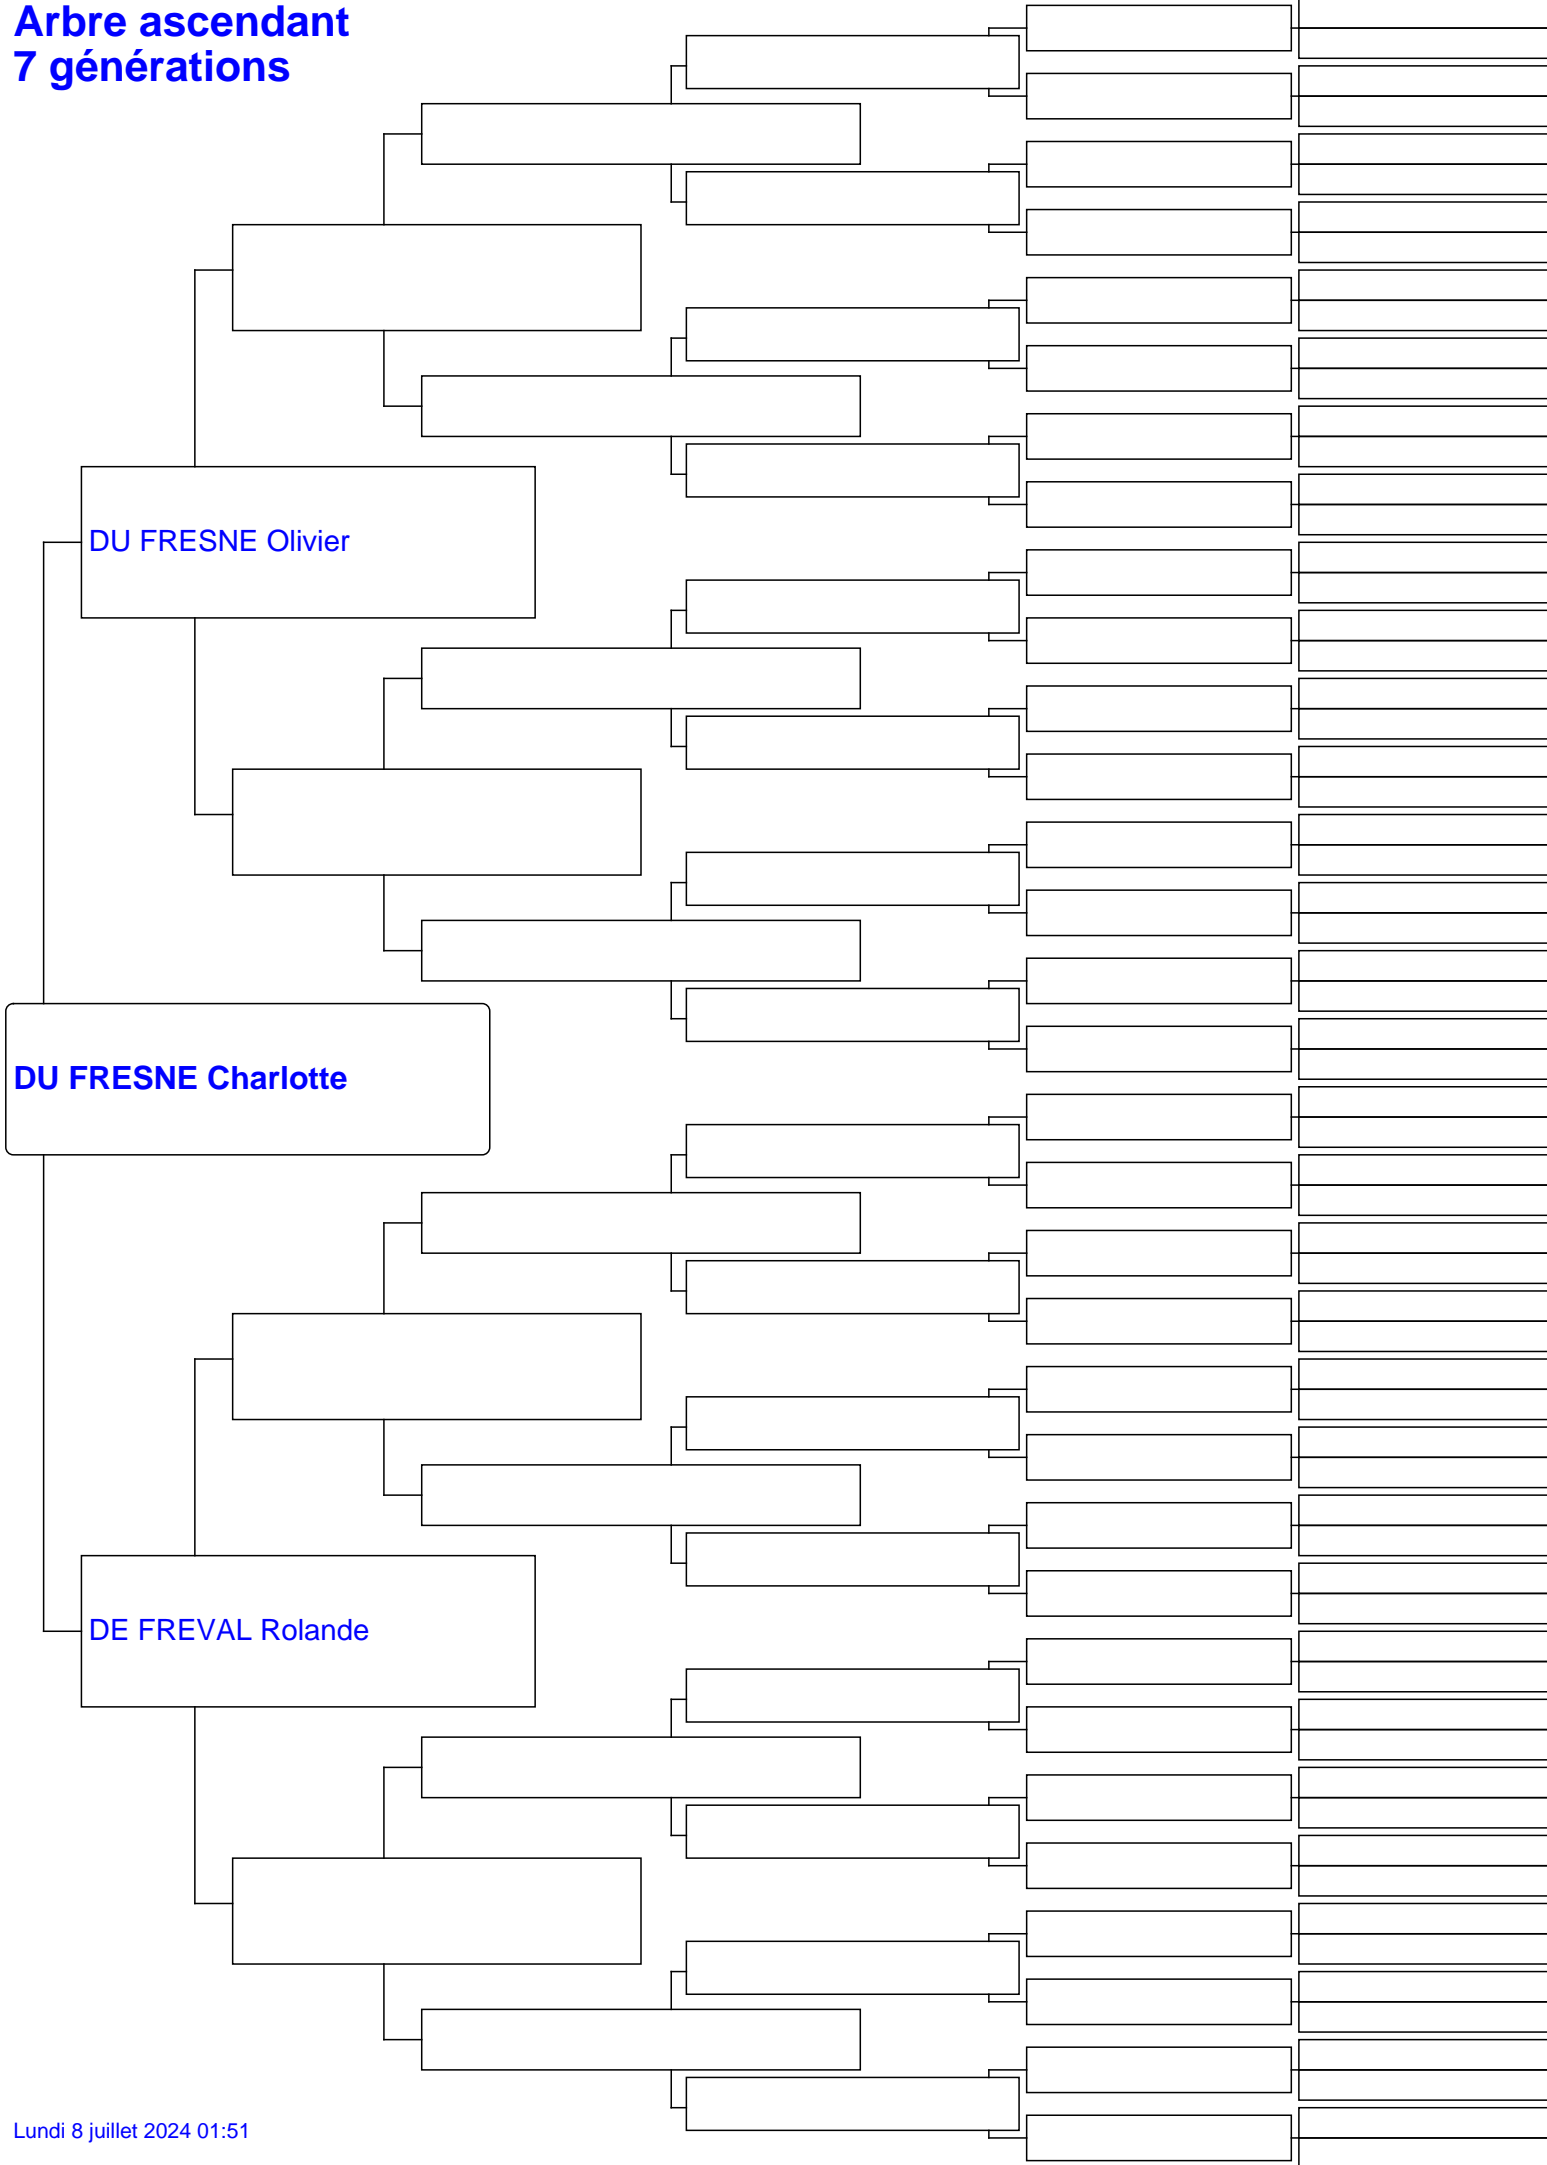 Arbre ascendant
7 générations
DU FRESNE Olivier
DU FRESNE Charlotte
DE FREVAL Rolande
Lundi 8 juillet 2024 01:51